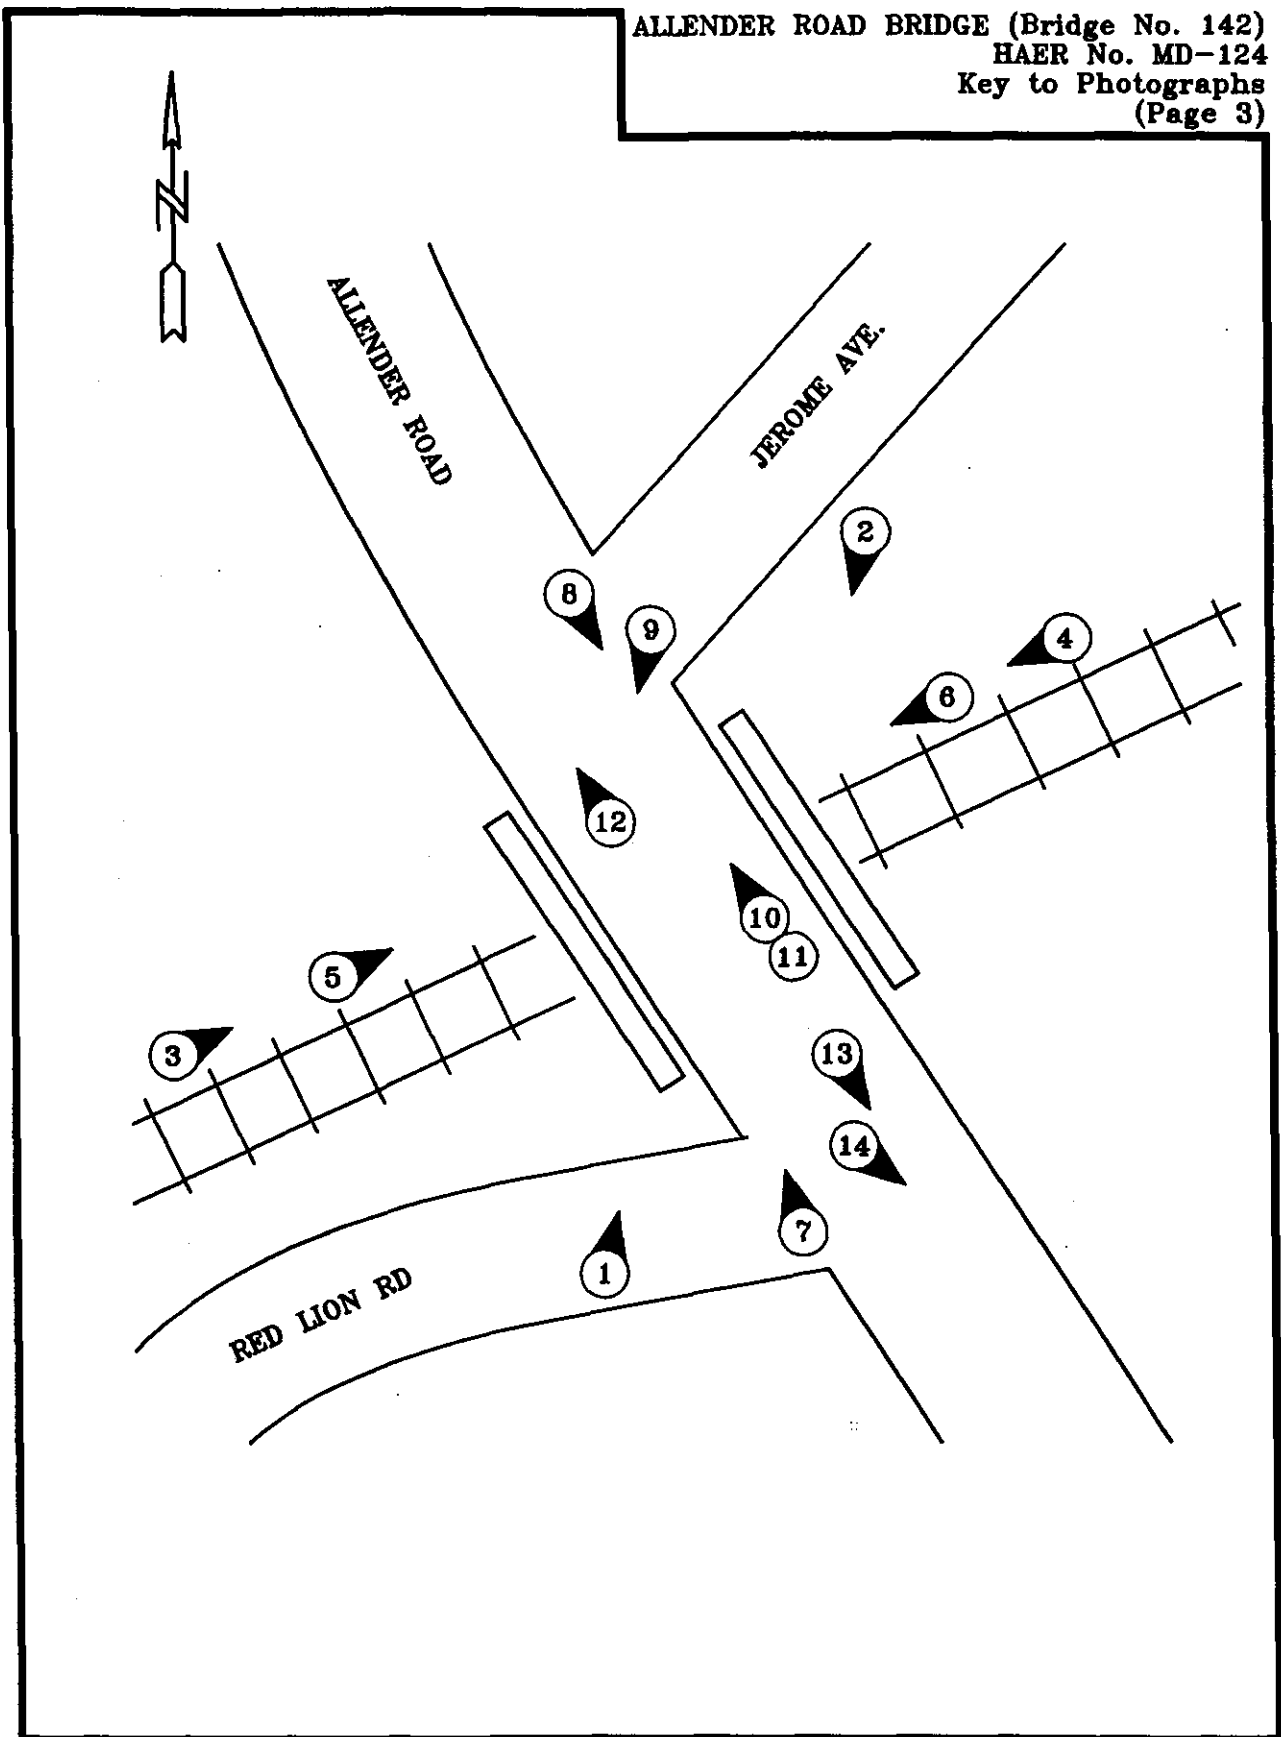 ALLENDER ROAD BRIDGE (Bridge No. 142)
HAER No. MD-124
Key to Photographs
(Page 3)
N
ALLENDER ROAD
JEROME AVE.
2
8
9
4
6
12
10
11
5
3
13
14
7
1
RED LION RD